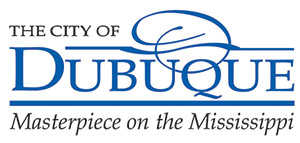 THE CITY OF
DUBUQUE
Masterpiece on the Mississippi